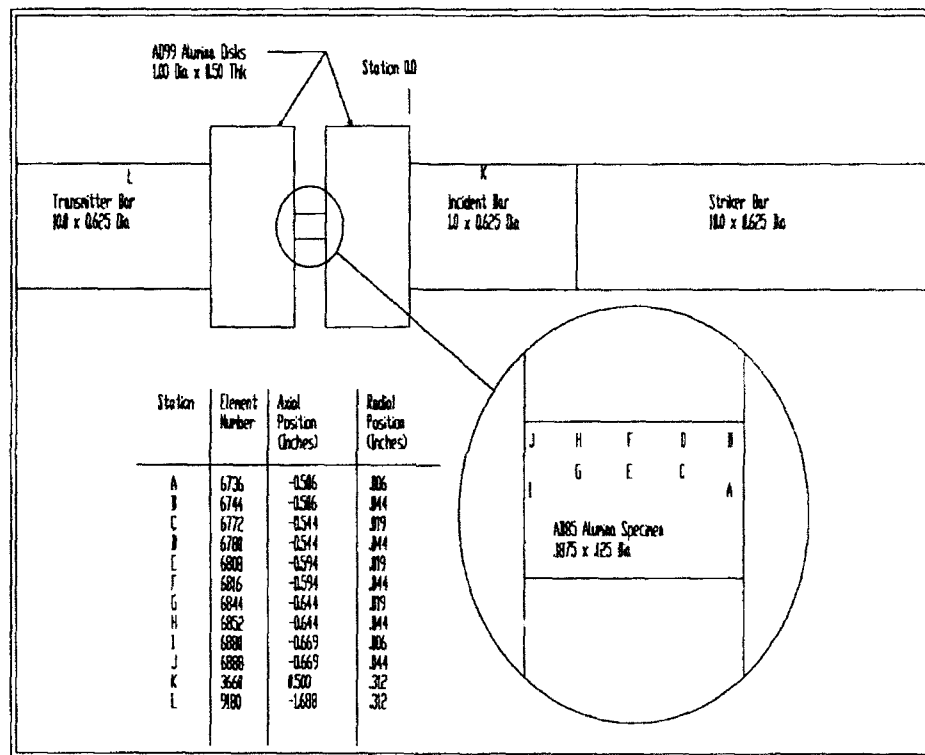 AD99 Alumina Disks
1.00 Dia x 0.50 Thk
Station 0.0
L
K
Transmitter Bar
10.0 x 0.625 Dia
Incident Bar
1.0 x 0.625 Dia
Striker Bar
10.0 x 0.625 Dia
Station Element Number Axial Position (Inches) Radial Position (Inches)
A 6736 -0.506 .006
B 6744 -0.506 .044
C 6772 -0.544 .019
D 6780 -0.544 .044
E 6808 -0.594 .019
F 6816 -0.594 .044
G 6844 -0.644 .019
H 6852 -0.644 .044
I 6880 -0.669 .006
J 6888 -0.669 .044
K 3660 0.500 .312
L 9180 -1.688 .312
J H F D B
G E C
I A
AD85 Alumina Specimen
.1875 x .125 Dia